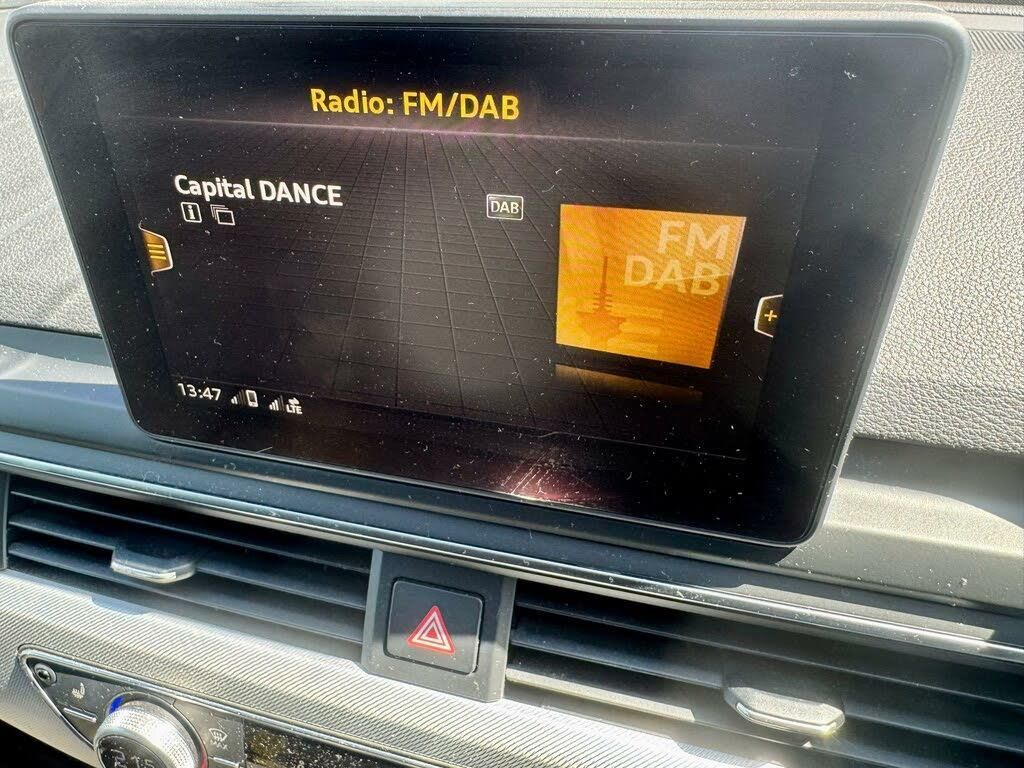 Radio: FM/DAB
Capital DANCE
DAB
FM
DAB
13:47
LTE